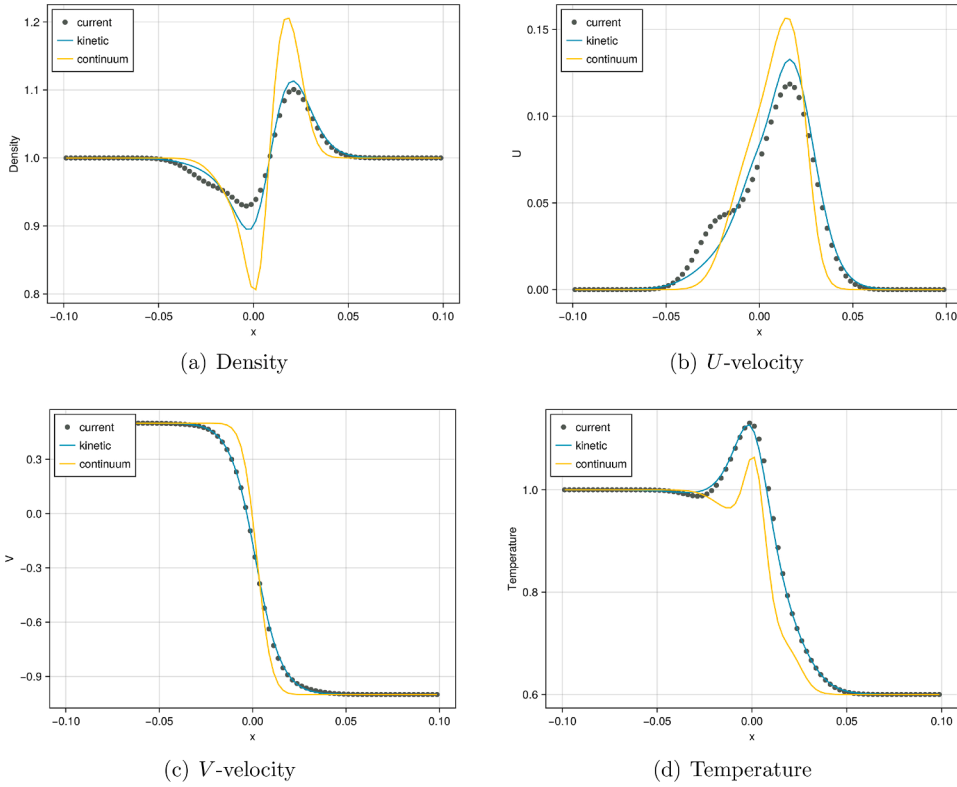 current
kinetic
continuum
1.2
1.1
1.0
0.9
0.8
Density
−0.10
−0.05
0.00
0.05
0.10
x
(a) Density
current
kinetic
continuum
0.15
0.10
0.05
0.00
U
−0.10
−0.05
0.00
0.05
0.10
x
(b) U-velocity
current
kinetic
continuum
0.3
0.0
−0.3
−0.6
−0.9
V
−0.10
−0.05
0.00
0.05
0.10
x
(c) V-velocity
current
kinetic
continuum
1.0
0.8
0.6
Temperature
−0.10
−0.05
0.00
0.05
0.10
x
(d) Temperature